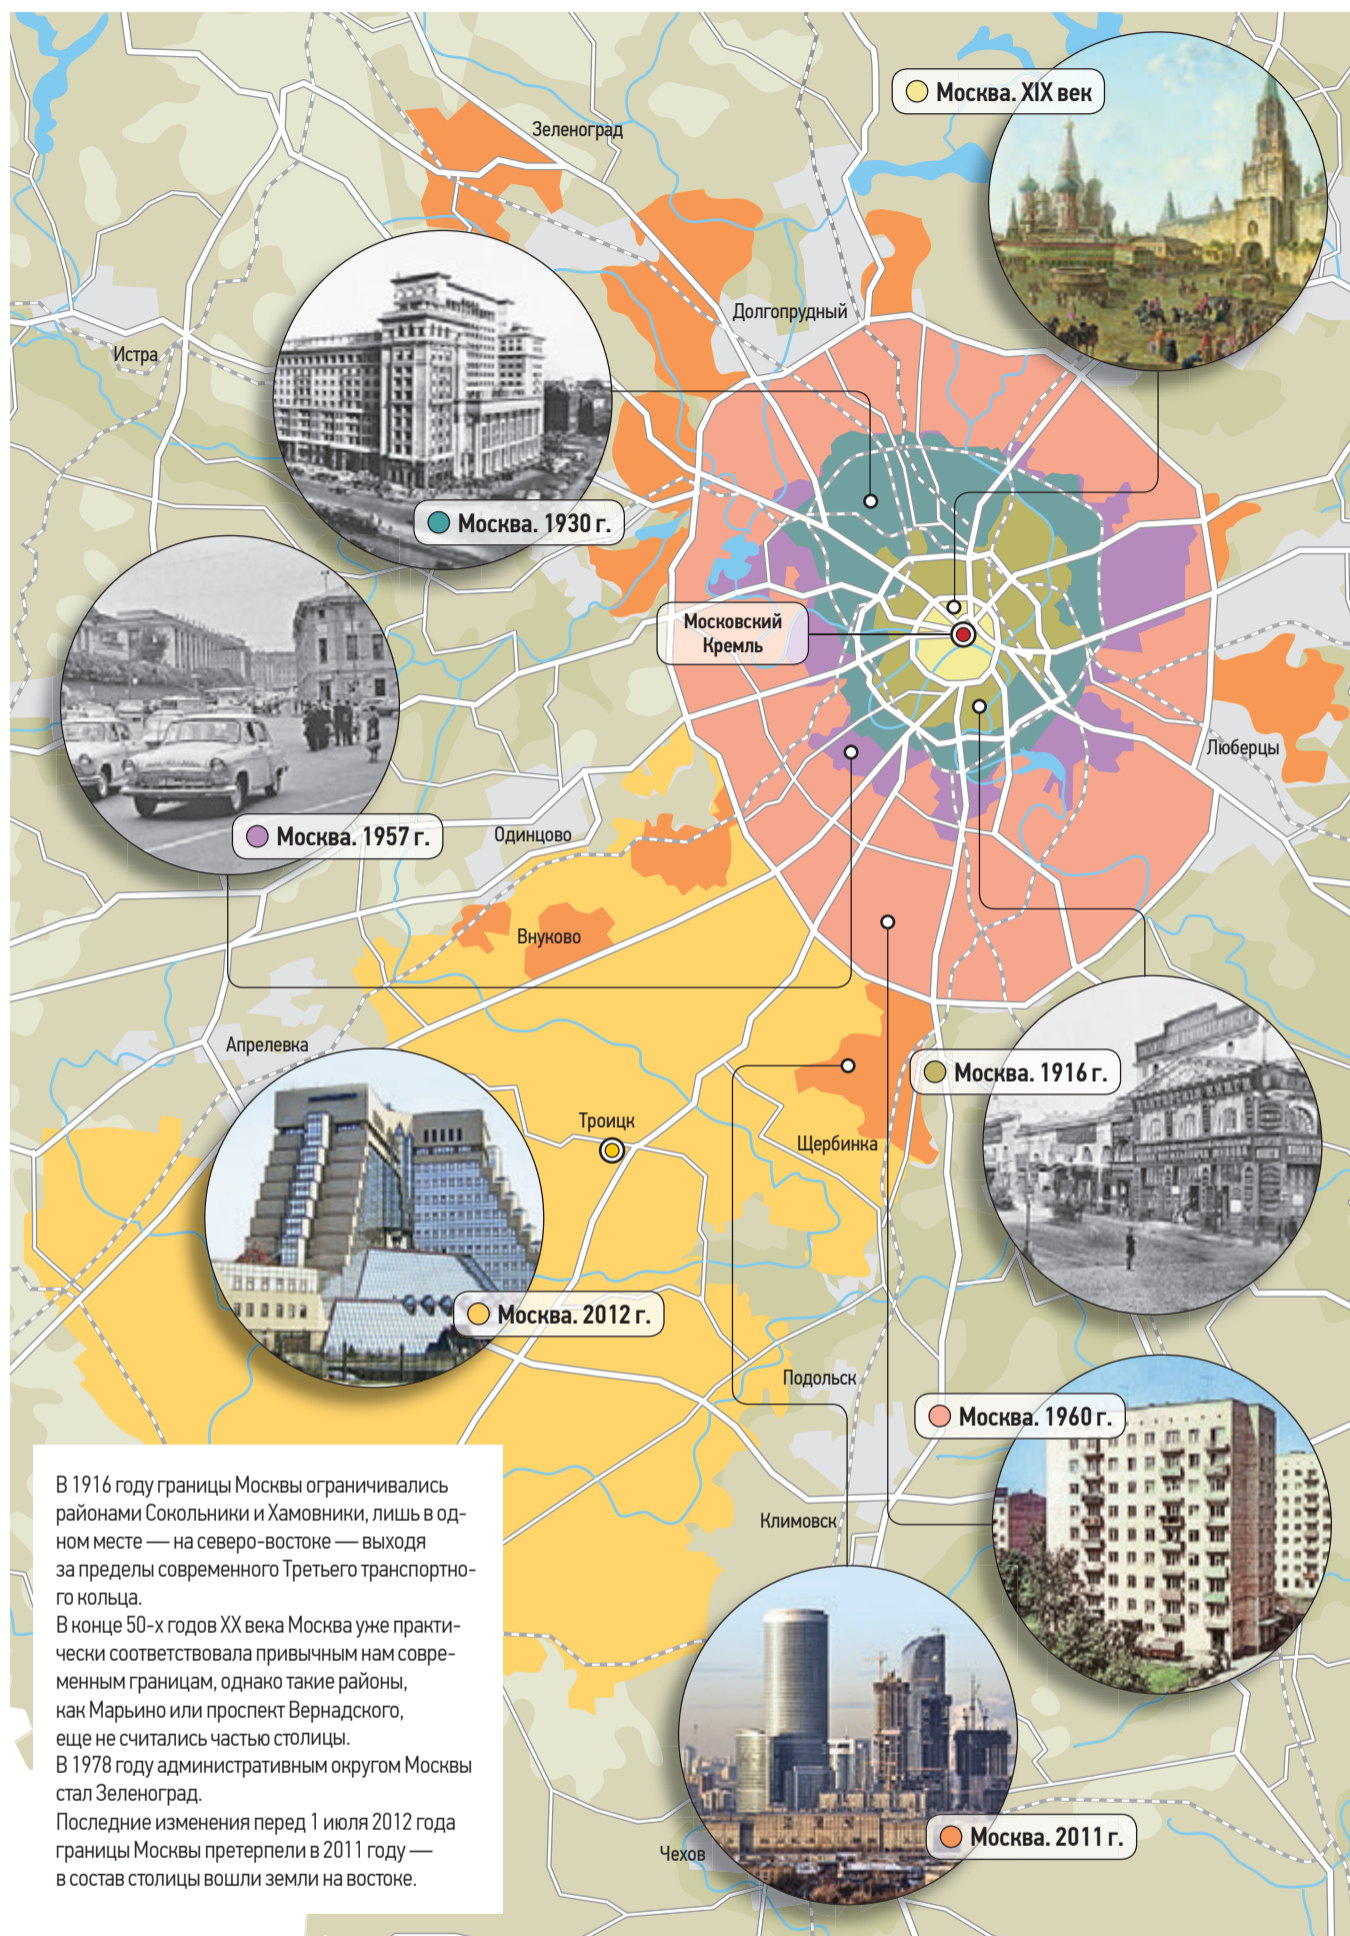 Москва. XIX век
Зеленоград
Долгопрудный
Истра
Москва. 1930 г.
Московский
Кремль
Люберцы
Москва. 1957 г.
Одинцово
Внуково
Апрелевка
Москва. 1916 г.
Троицк
Щербинка
Москва. 2012 г.
Подольск
Москва. 1960 г.
Климовск
Москва. 2011 г.
Чехов
В 1916 году границы Москвы ограничивались
районами Сокольники и Хамовники, лишь в од-
ном месте — на северо-востоке — выходя
за пределы современного Третьего транспортно-
го кольца.
В конце 50-х годов XX века Москва уже практи-
чески соответствовала привычным нам совре-
менным границам, однако такие районы,
как Марьино или проспект Вернадского,
еще не считались частью столицы.
В 1978 году административным округом Москвы
стал Зеленоград.
Последние изменения перед 1 июля 2012 года
границы Москвы претерпели в 2011 году —
в состав столицы вошли земли на востоке.